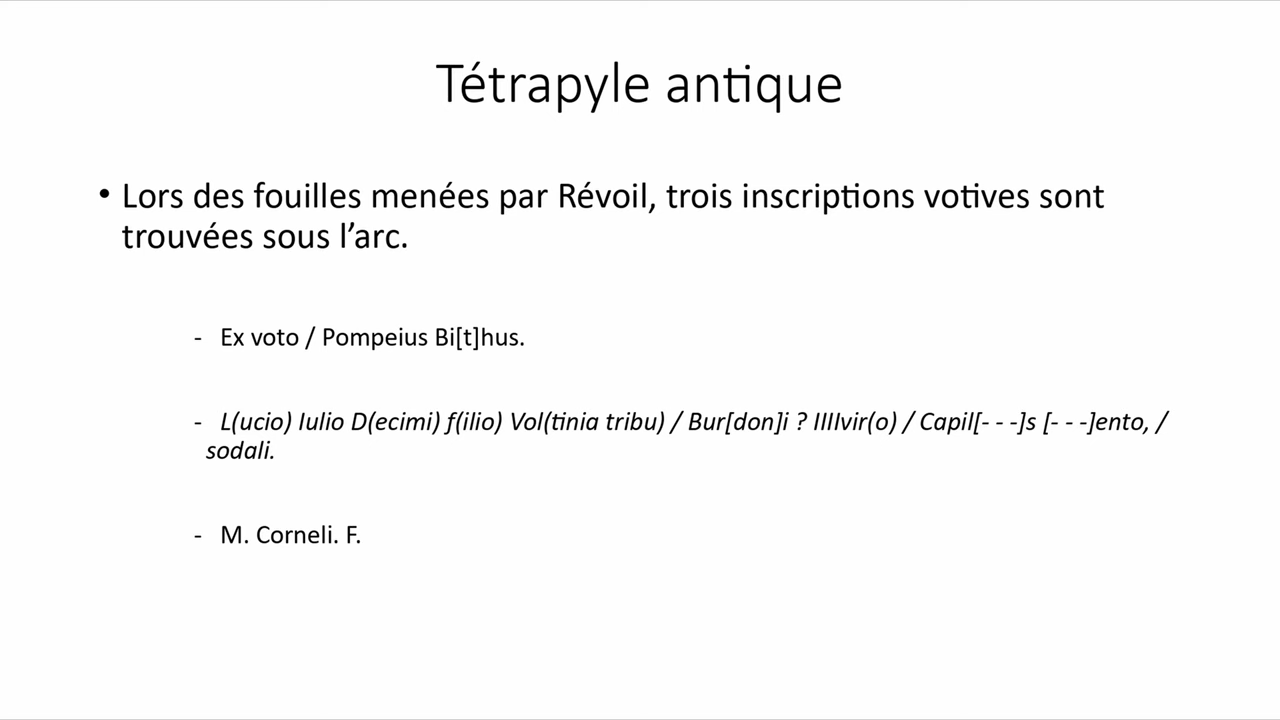 Tétrapyle antique
• Lors des fouilles menées par Révoil, trois inscriptions votives sont
trouvées sous l’arc.
- Ex voto / Pompeius Bi[t]hus.
- L(ucio) Iulio D(ecimi) f(ilio) Vol(tinia tribu) / Bur[don]i ? IIIIvir(o) / Capil[- - -]s [- - -]ento, /
sodali.
- M. Corneli. F.